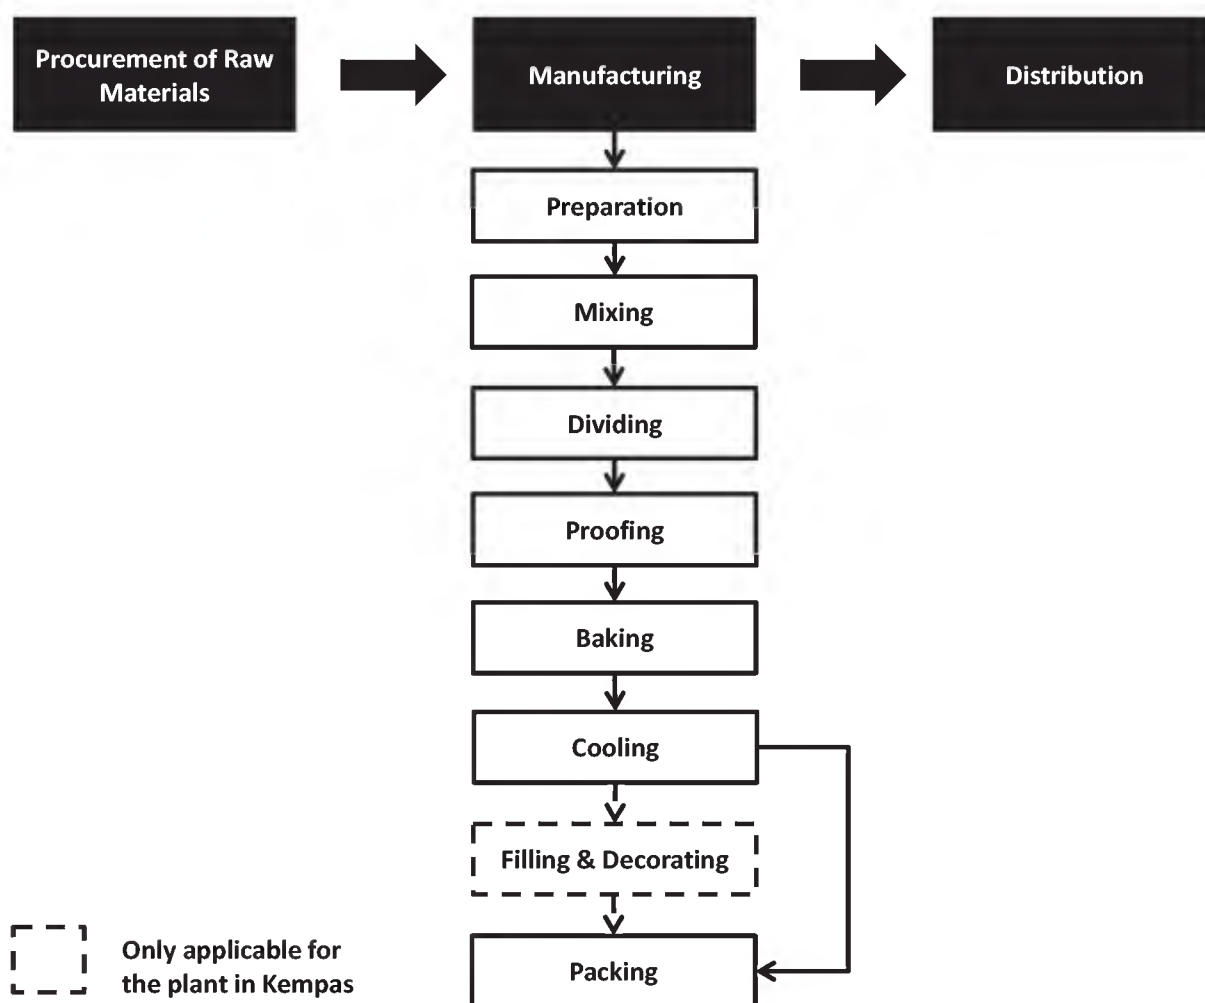 Procurement of Raw
Materials
Manufacturing
Distribution
Preparation
Mixing
Dividing
Proofing
Baking
Cooling
Filling & Decorating
Packing
Only applicable for
the plant in Kempas